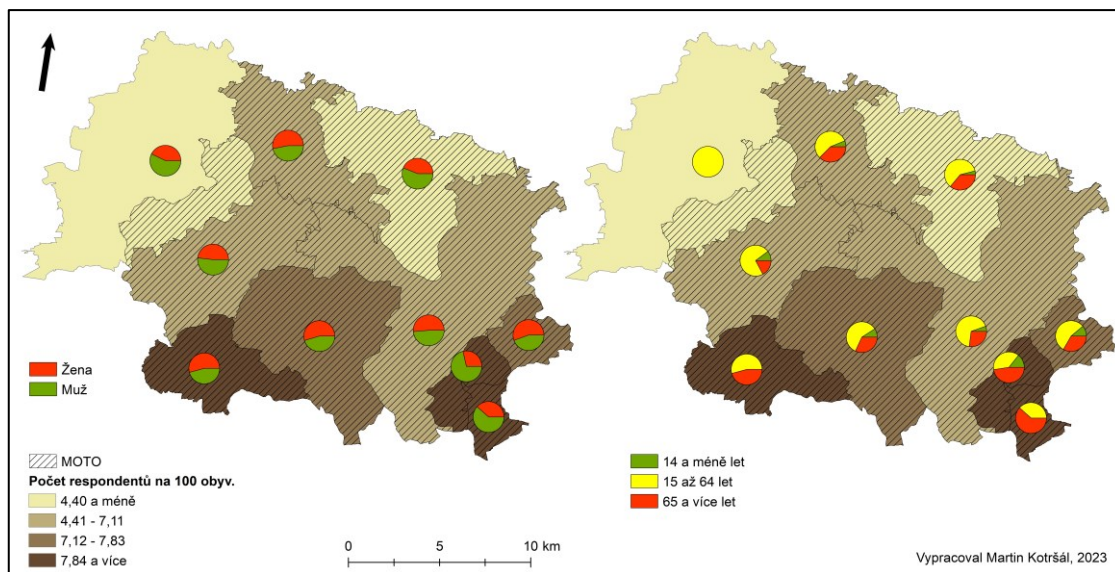 Žena
Muž
MOTO
Počet respondentů na 100 obyv.
4,40 a méně
4,41 - 7,11
7,12 - 7,83
7,84 a více
0 5 10 km
14 a méně let
15 až 64 let
65 a více let
Vypracoval Martin Kotršál, 2023